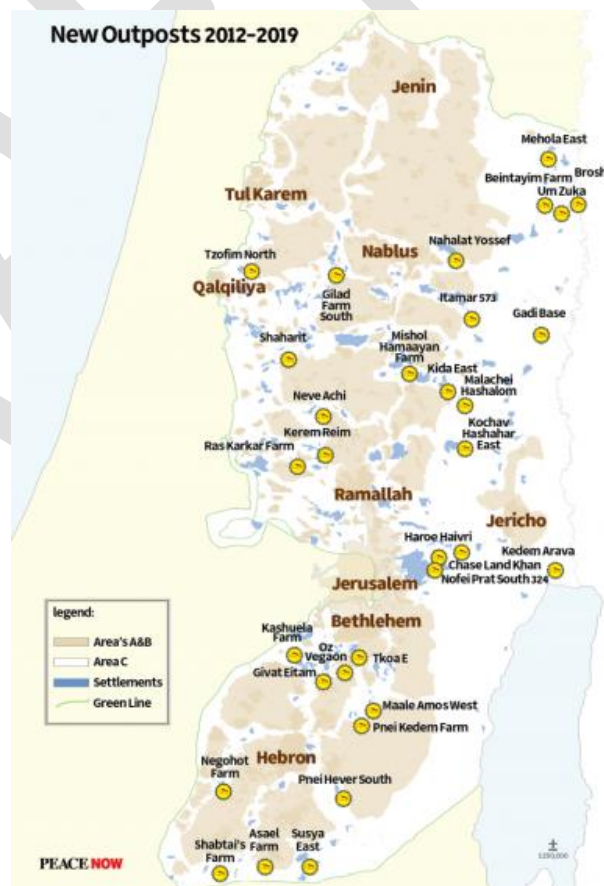 New Outposts 2012-2019
Jenin
Mehola East
Beintayim Farm
Brosh
Um Zuka
Tul Karem
Nahalat Yossef
Nablus
Tzofim North
Qalqiliya
Gilad
Farm
South
Itamar 573
Gadi Base
Shaharit
Mishol
Hamaayan
Farm
Kida East
Malachei
Hashalom
Neve Achi
Kochav
Hashahar
East
Kerem Reim
Ras Karkar Farm
Ramallah
Jericho
Haroe Haivri
Kedem Arava
Chase Land Khan
Nofei Prat South 324
Jerusalem
legend:
Area's A&B
Area C
Settlements
Green Line
Bethlehem
Kashuela
Farm
Oz
Vegaon
Tkoa E
Givat Eitam
Maale Amos West
Pnei Kedem Farm
Hebron
Negohot
Farm
Pnei Hever South
Shabtai's
Farm
Asael
Farm
Susya
East
PEACE NOW